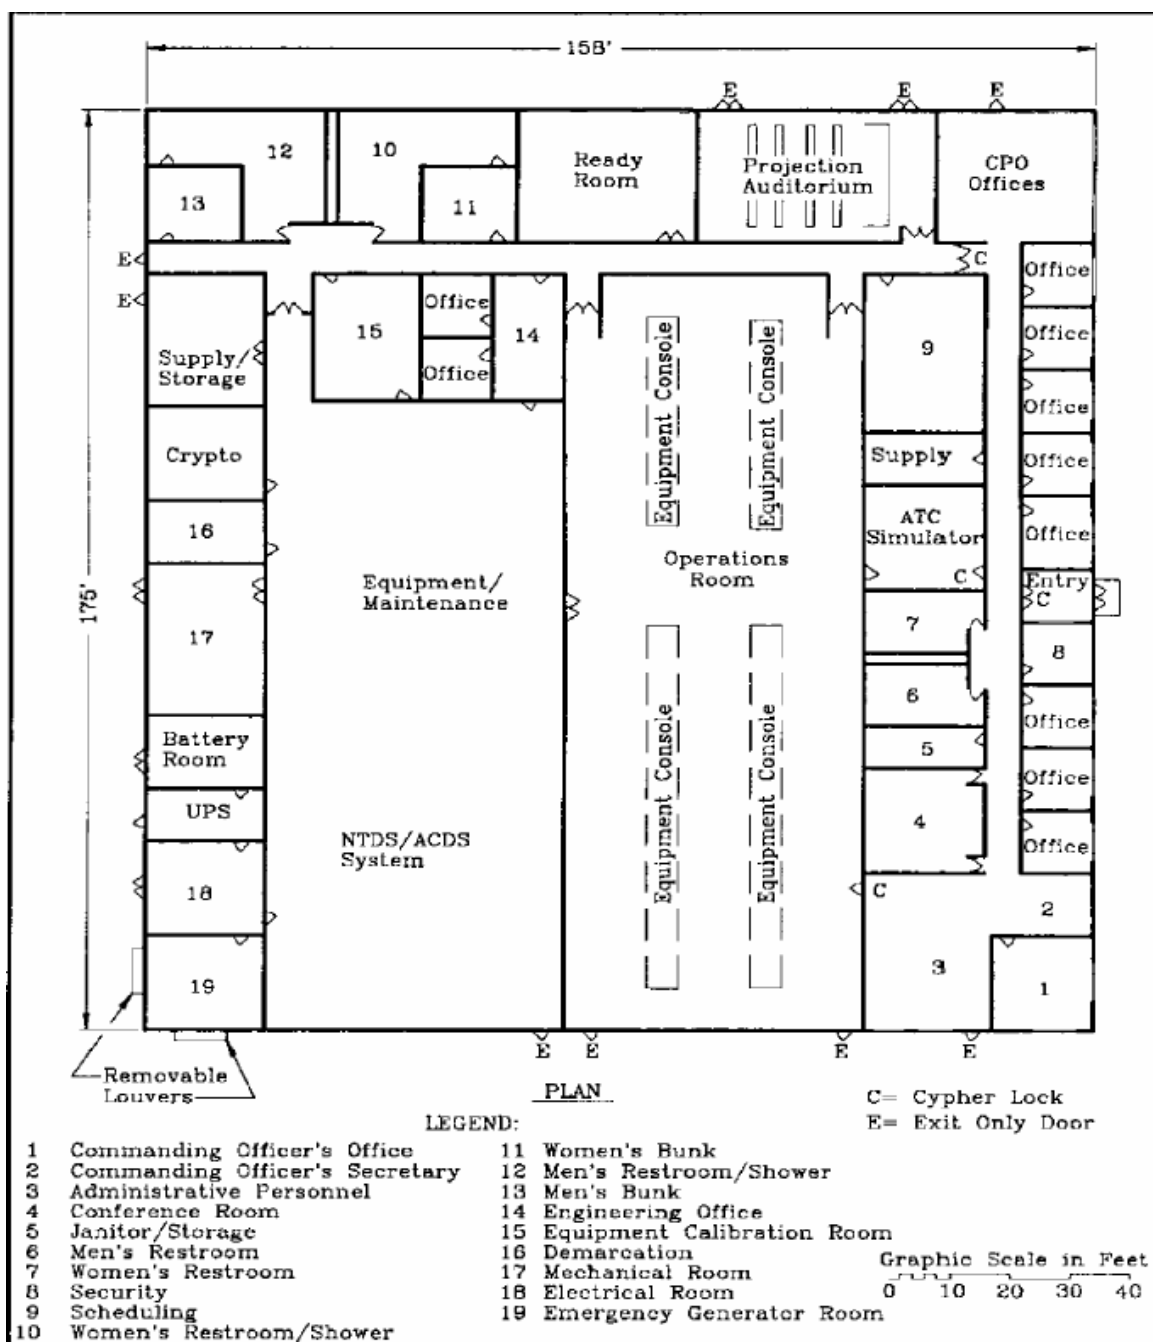 158'
E E E
12 10 Ready
Room Projection
Auditorium CPO
Offices
13 11
E C
Office
E
Office 15 14
Office
Office
Supply/
Storage
Equipment Console
Equipment Console
9
Office
Office
Crypto
Supply
Office
16
ATC
Simulator
Office
Operations
Room
Equipment/
Maintenance
C
Entry
C
175'
17
7
8
6
Office
Battery
Room
5
Office
UPS
NTDS/ACDS
System
Equipment Console
Equipment Console
4
Office
18
C
2
19
3
1
E E E E
Removable
Louvers
PLAN
C= Cypher Lock
E= Exit Only Door
LEGEND:
1 Commanding Officer's Office
2 Commanding Officer's Secretary
3 Administrative Personnel
4 Conference Room
5 Janitor/Storage
6 Men's Restroom
7 Women's Restroom
8 Security
9 Scheduling
10 Women's Restroom/Shower
11 Women's Bunk
12 Men's Restroom/Shower
13 Men's Bunk
14 Engineering Office
15 Equipment Calibration Room
16 Demarcation
17 Mechanical Room
18 Electrical Room
19 Emergency Generator Room
Graphic Scale in Feet
0 10 20 30 40